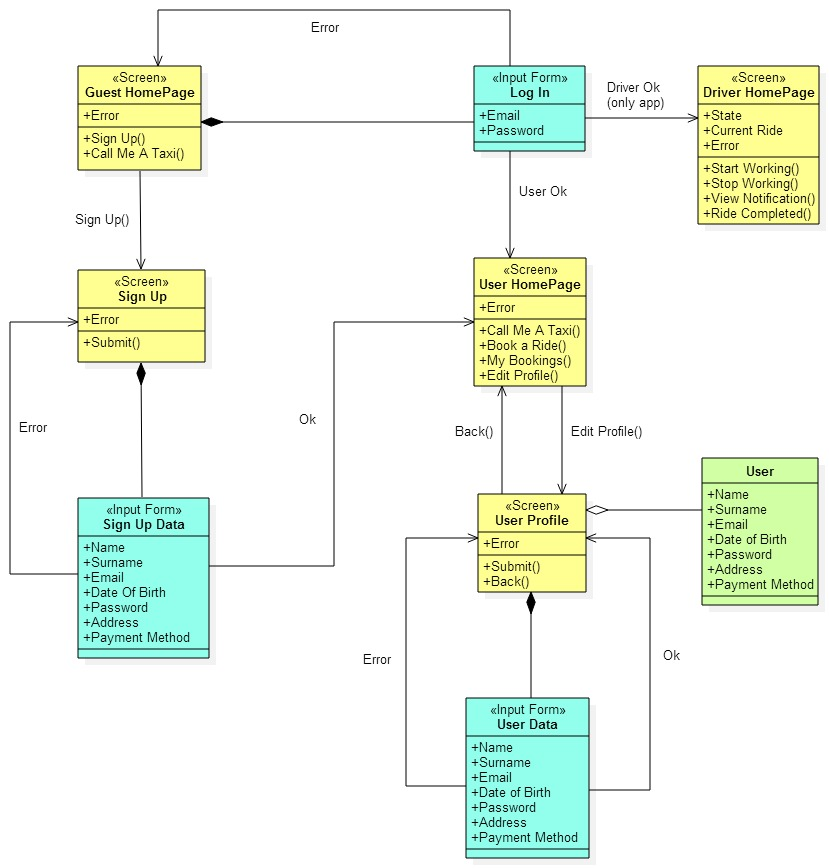 Error
«Screen»
Guest HomePage
+Error
+Sign Up()
+Call Me A Taxi()
«Input Form»
Log In
+Email
+Password
Driver Ok
(only app)
«Screen»
Driver HomePage
+State
+Current Ride
+Error
+Start Working()
+Stop Working()
+View Notification()
+Ride Completed()
Sign Up()
User Ok
«Screen»
Sign Up
+Error
+Submit()
«Screen»
User HomePage
+Error
+Call Me A Taxi()
+Book a Ride()
+My Bookings()
+Edit Profile()
Error
Ok
Back()
Edit Profile()
«Input Form»
Sign Up Data
+Name
+Surname
+Email
+Date Of Birth
+Password
+Address
+Payment Method
«Screen»
User Profile
+Error
+Submit()
+Back()
User
+Name
+Surname
+Email
+Date of Birth
+Password
+Address
+Payment Method
Error
Ok
«Input Form»
User Data
+Name
+Surname
+Email
+Date of Birth
+Password
+Address
+Payment Method